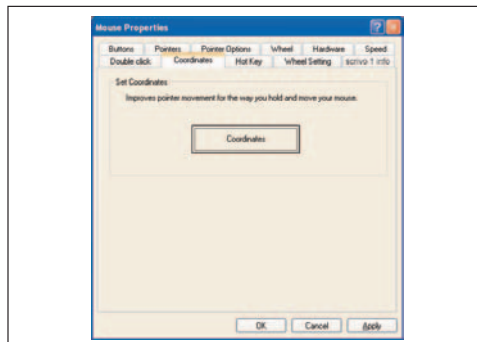 Mouse Properties
Buttons Pointers Pointer Options Wheel Hardware Speed
Double click Coordinates Hot Key Wheel Setting scrivo 1 info
Set Coordinates
Improves pointer movement for the way you hold and move your mouse.
Coordinates
OK Cancel Apply